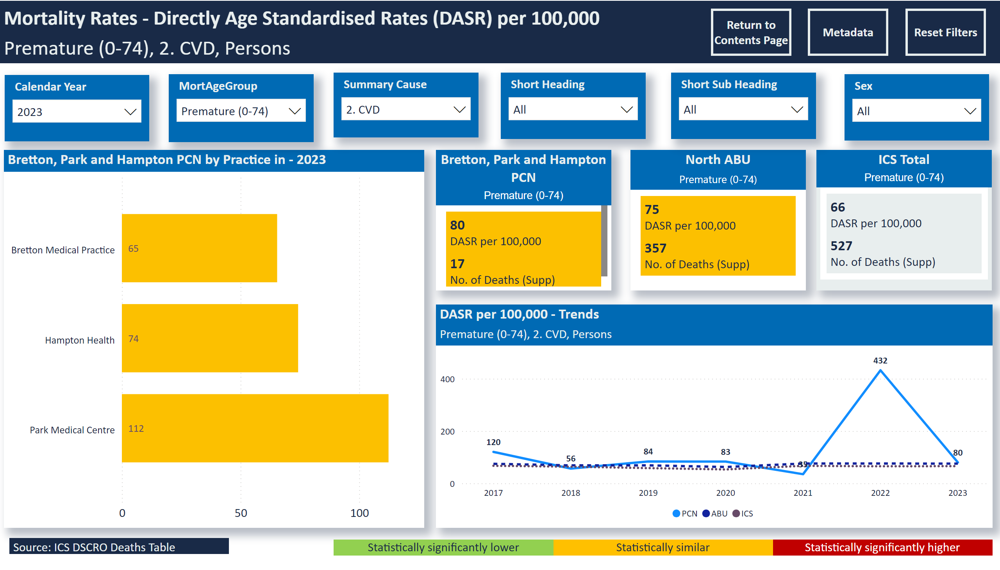 Mortality Rates - Directly Age Standardised Rates (DASR) per 100,000
Premature (0-74), 2. CVD, Persons
Return to
Contents Page
Metadata
Reset Filters
Calendar Year
2023
MortAgeGroup
Premature (0-74)
Summary Cause
2. CVD
Short Heading
All
Short Sub Heading
All
Sex
All
Bretton, Park and Hampton PCN by Practice in - 2023
Bretton Medical Practice
65
Hampton Health
74
Park Medical Centre
112
0
50
100
Bretton, Park and Hampton
PCN
Premature (0-74)
80
DASR per 100,000
17
No. of Deaths (Supp)
North ABU
Premature (0-74)
75
DASR per 100,000
357
No. of Deaths (Supp)
ICS Total
Premature (0-74)
66
DASR per 100,000
527
No. of Deaths (Supp)
DASR per 100,000 - Trends
Premature (0-74), 2. CVD, Persons
400
200
0
120
56
84
83
35
432
80
2017
2018
2019
2020
2021
2022
2023
PCN
ABU
ICS
Source: ICS DSCRO Deaths Table
Statistically significantly lower
Statistically similar
Statistically significantly higher